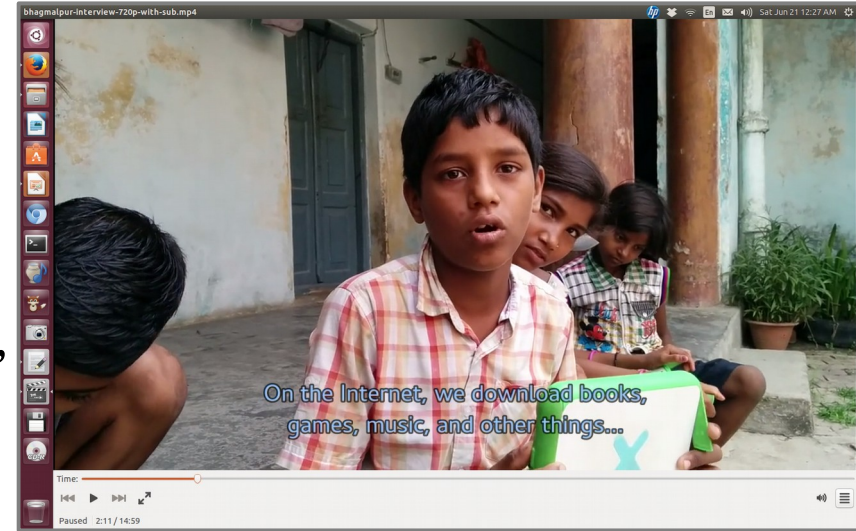 bhagmalpur-interview-720p-with-sub.mp4
hp
En
Sat Jun 21 12:27 AM
,
A
>_
On the Internet, we download books,
games, music, and other things...
X
Time:
Paused 2:11 / 14:59